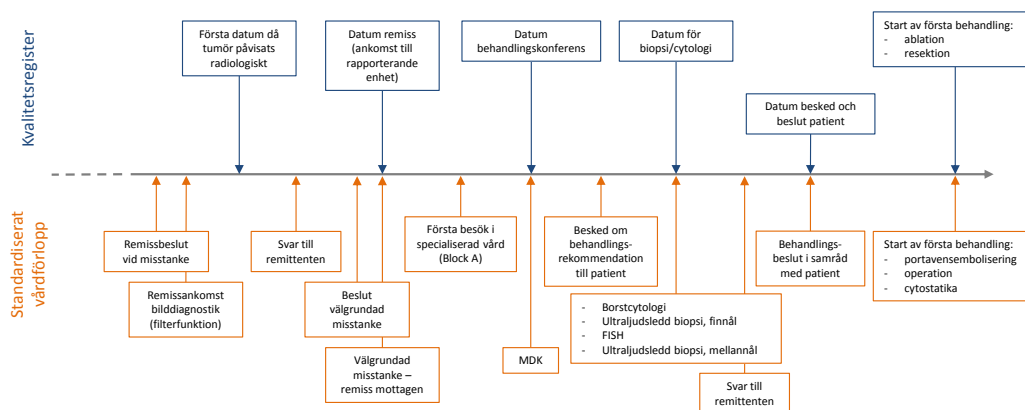 Kvalitetsregister
Första datum då
tumör påvisats
radiologiskt
Datum remiss
(ankomst till
rapporterande
enhet)
Datum
behandlingskonferens
Datum för
biopsi/cytologi
Datum besked och
beslut patient
Start av första behandling:
- ablation
- resektion
Standardiserat
vårdförlopp
Remissbeslut
vid misstanke
Remissankomst
bilddiagnostik
(filterfunktion)
Svar till
remittenten
Beslut
välgrundad
misstanke
Välgrundad
misstanke –
remiss mottagen
Första besök i
specialiserad vård
(Block A)
MDK
Besked om
behandlings-
rekommendation
till patient
- Borstcytologi
- Ultraljudsledd biopsi, finnål
- FISH
- Ultraljudsledd biopsi, mellannål
Svar till
remittenten
Behandlings-
beslut i samråd
med patient
Start av första behandling:
- portavensembolisering
- operation
- cytostatika